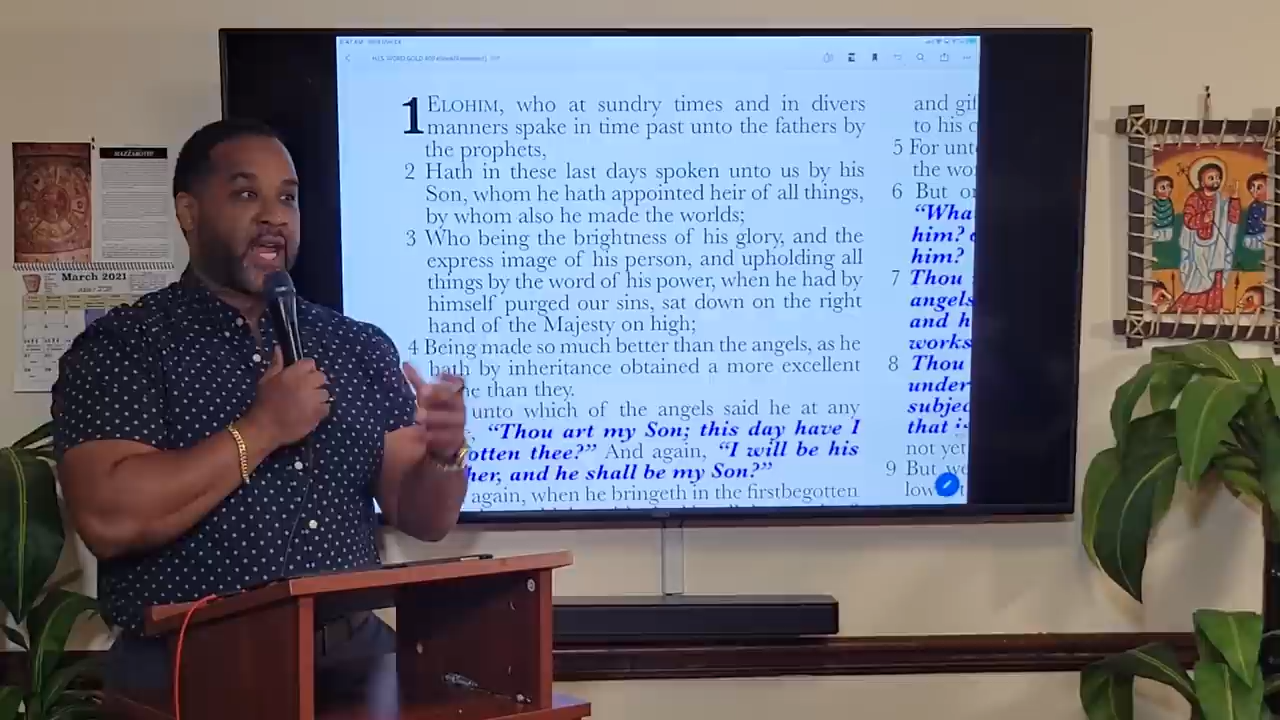 MAZZAROTH
March 2021
H.I.S. WORD GOLD
1 ELOHIM, who at sundry times and in divers
manners spake in time past unto the fathers by
the prophets,
2 Hath in these last days spoken unto us by his
Son, whom he hath appointed heir of all things,
by whom also he made the worlds;
3 Who being the brightness of his glory, and the
express image of his person, and upholding all
things by the word of his power, when he had by
himself purged our sins, sat down on the right
hand of the Majesty on high;
4 Being made so much better than the angels, as he
hath by inheritance obtained a more excellent
than they.
unto which of the angels said he at any
“Thou art my Son; this day have I
otten thee?” And again, “I will be his
her, and he shall be my Son?”
again, when he bringeth in the firstbegotten
and gif
to his
5 For unt
the wo
6 But
“Wha
him?
him?
7 Thou
angels
and h
works
8 Thou
under
subjec
that
not yet
9 But we